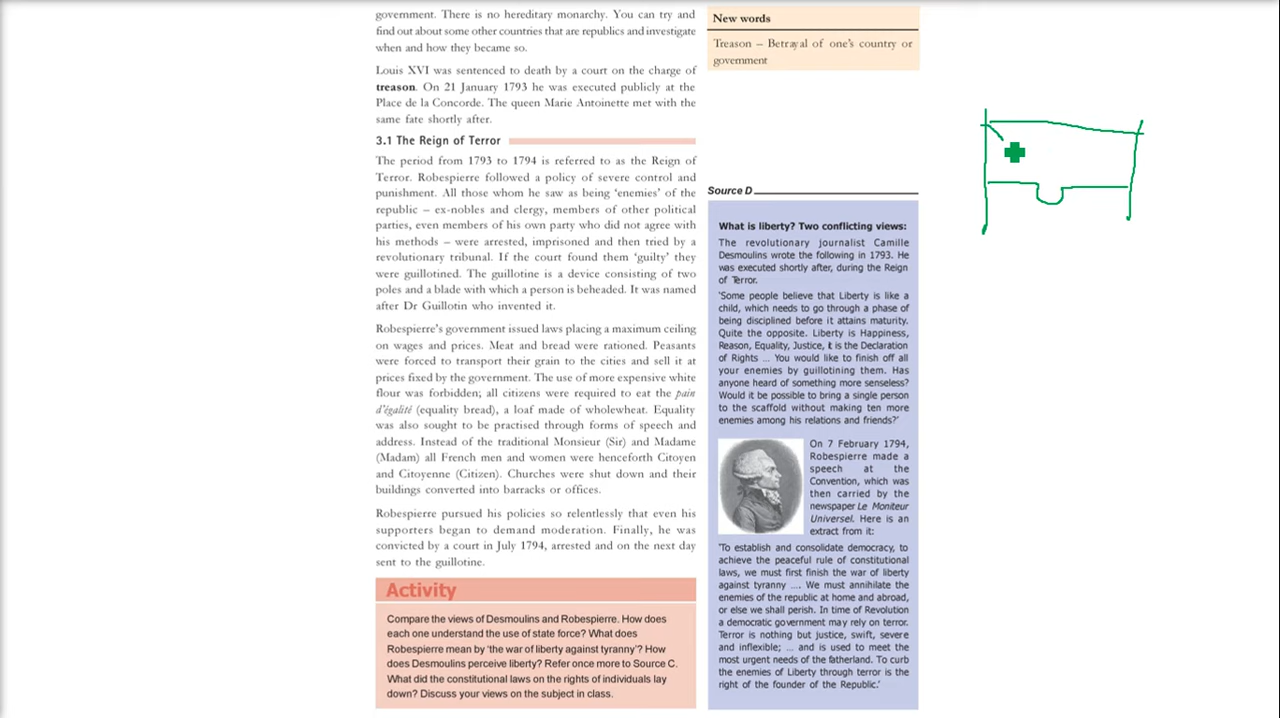 government. There is no hereditary monarchy. You can try and
find out about some other countries that are republics and investigate
when and how they became so.
Louis XVI was sentenced to death by a court on the charge of
treason. On 21 January 1793 he was executed publicly at the
Place de la Concorde. The queen Marie Antoinette met with the
same fate shortly after.
3.1 The Reign of Terror
The period from 1793 to 1794 is referred to as the Reign of
Terror. Robespierre followed a policy of severe control and
punishment. All those whom he saw as being ‘enemies’ of the
republic – ex-nobles and clergy, members of other political
parties, even members of his own party who did not agree with
his methods – were arrested, imprisoned and then tried by a
revolutionary tribunal. If the court found them ‘guilty’ they
were guillotined. The guillotine is a device consisting of two
poles and a blade with which a person is beheaded. It was named
after Dr Guillotin who invented it.
Robespierre’s government issued laws placing a maximum ceiling
on wages and prices. Meat and bread were rationed. Peasants
were forced to transport their grain to the cities and sell it at
prices fixed by the government. The use of more expensive white
flour was forbidden; all citizens were required to eat the pain
d’égalité (equality bread), a loaf made of wholewheat. Equality
was also sought to be practised through forms of speech and
address. Instead of the traditional Monsieur (Sir) and Madame
(Madam) all French men and women were henceforth Citoyen
and Citoyenne (Citizen). Churches were shut down and their
buildings converted into barracks or offices.
Robespierre pursued his policies so relentlessly that even his
supporters began to demand moderation. Finally, he was
convicted by a court in July 1794, arrested and on the next day
sent to the guillotine.
Activity
Compare the views of Desmoulins and Robespierre. How does
each one understand the use of state force? What does
Robespierre mean by ‘the war of liberty against tyranny’? How
does Desmoulins perceive liberty? Refer once more to Source C.
What did the constitutional laws on the rights of individuals lay
down? Discuss your views on the subject in class.
New words
Treason – Betrayal of one’s country or
government
Source D
What is liberty? Two conflicting views:
The revolutionary journalist Camille
Desmoulins wrote the following in 1793. He
was executed shortly after, during the Reign
of Terror.
‘Some people believe that Liberty is like a
child, which needs to go through a phase of
being disciplined before it attains maturity.
Quite the opposite. Liberty is Happiness,
Reason, Equality, Justice, it is the Declaration
of Rights … You would like to finish off all
your enemies by guillotining them. Has
anyone heard of something more senseless?
Would it be possible to bring a single person
to the scaffold without making ten more
enemies among his relations and friends?’
On 7 February 1794,
Robespierre made a
speech at the
Convention, which was
then carried by the
newspaper Le Moniteur
Universel. Here is an
extract from it:
‘To establish and consolidate democracy, to
achieve the peaceful rule of constitutional
laws, we must first finish the war of liberty
against tyranny …. We must annihilate the
enemies of the republic at home and abroad,
or else we shall perish. In time of Revolution
a democratic government may rely on terror.
Terror is nothing but justice, swift, severe
and inflexible; … and is used to meet the
most urgent needs of the fatherland. To curb
the enemies of Liberty through terror is the
right of the founder of the Republic.’